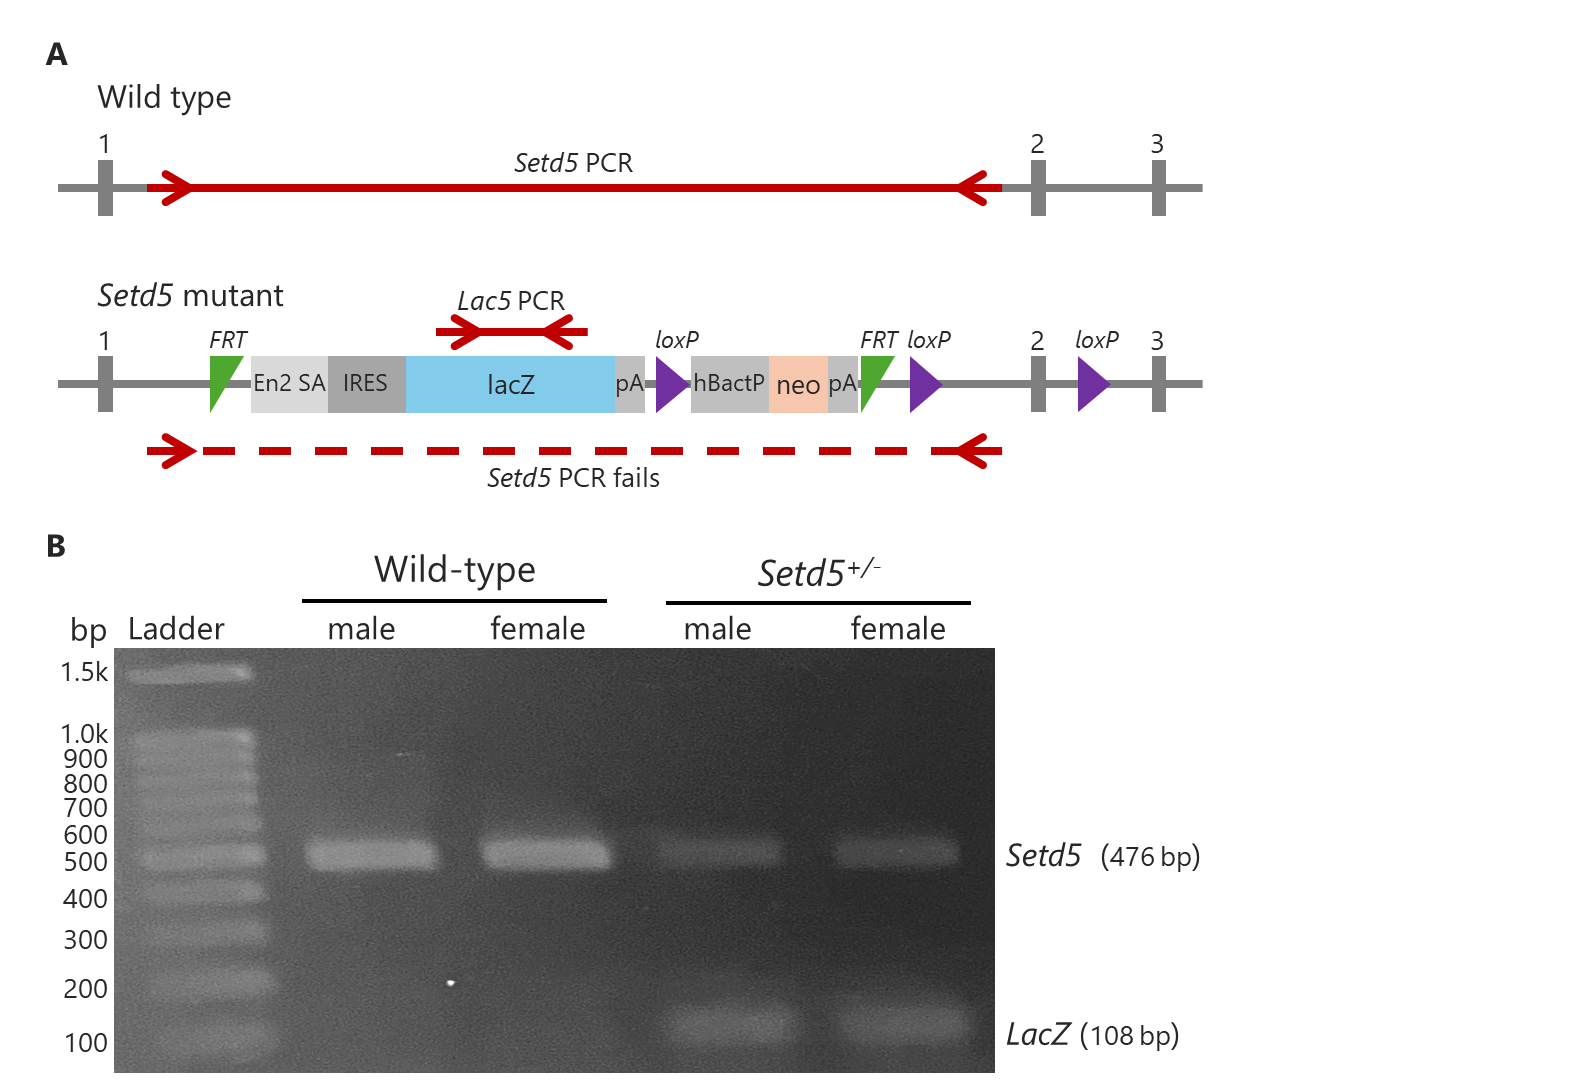 A
Wild type
1 Setd5 PCR 2 3
Setd5 mutant
Lac5 PCR
1 FRT loxP FRT loxP 2 loxP 3
En2 SA IRES lacZ pA hBactP neo pA
Setd5 PCR fails
B
Wild-type Setd5+/-
bp Ladder male female male female
1.5k
1.0k
900
800
700
600
500 Setd5 (476 bp)
400
300
200
100 LacZ (108 bp)